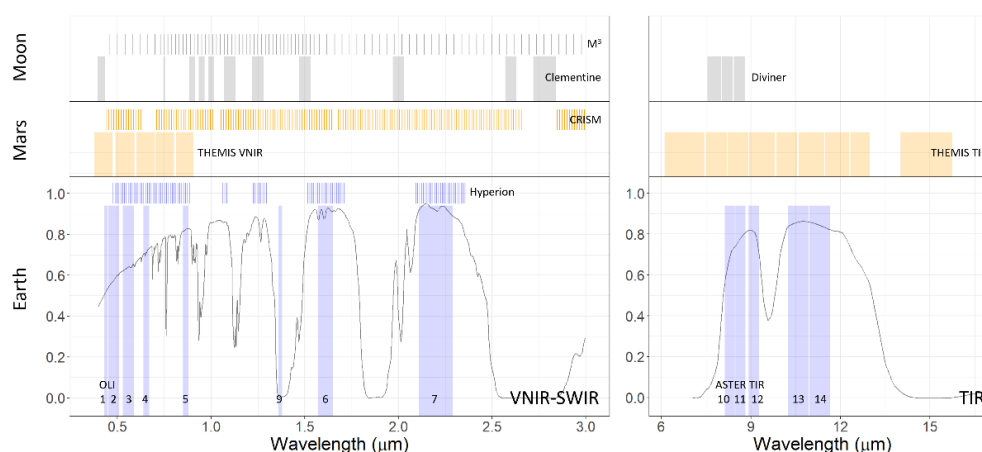 Moon
M³
Clementine
Diviner
Mars
CRISM
THEMIS VNIR
THEMIS TI
Earth
Hyperion
1.0
0.8
0.6
0.4
0.2
0.0
OLI
1 2 3 4 5 9 6 7
VNIR-SWIR
0.5 1.0 1.5 2.0 2.5 3.0
Wavelength (μm)
1.0
0.8
0.6
0.4
0.2
0.0
ASTER TIR
10 11 12 13 14
TIR
6 9 12 15
Wavelength (μm)